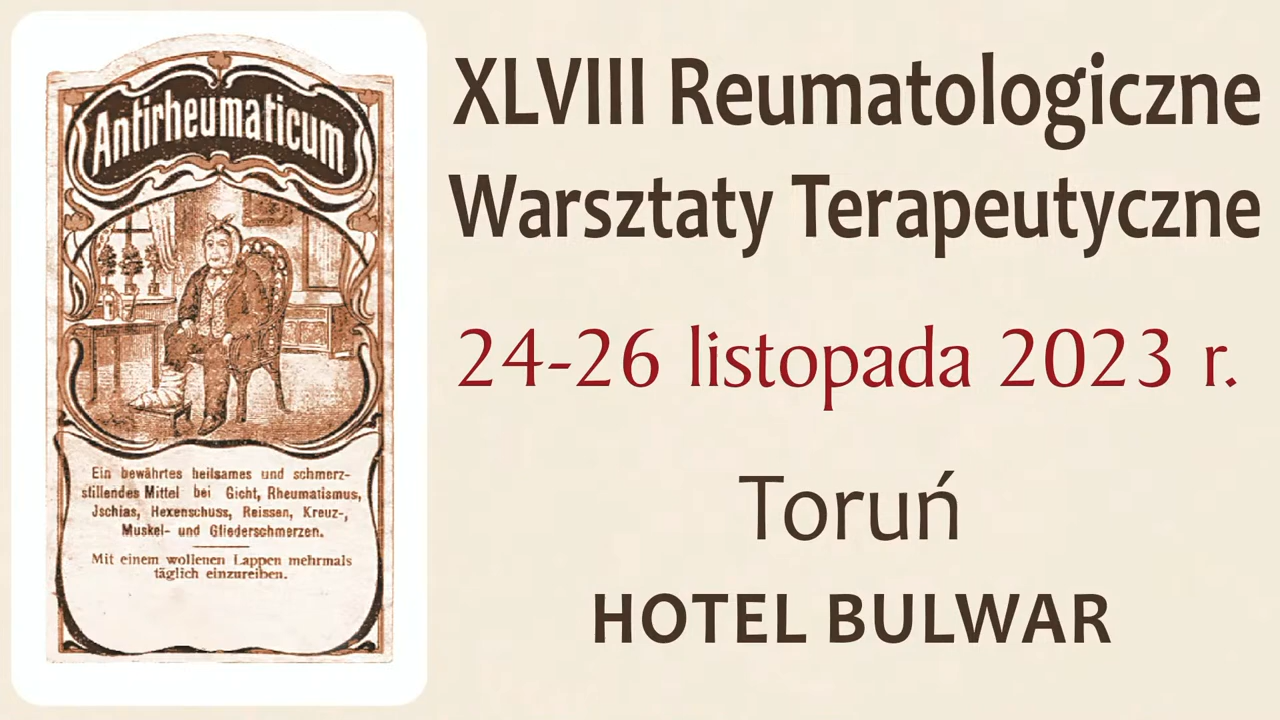 Antirheumaticum
Ein bewährtes heilsames und schmerz-
stillendes Mittel bei Gicht, Rheumatismus,
Jschias, Hexenschuss, Reissen, Kreuz-,
Muskel- und Gliederschmerzen.
Mit einem wollenen Lappen mehrmals
täglich einzureiben.
XLVIII Reumatologiczne
Warsztaty Terapeutyczne
24-26 listopada 2023 r.
Toruń
HOTEL BULWAR